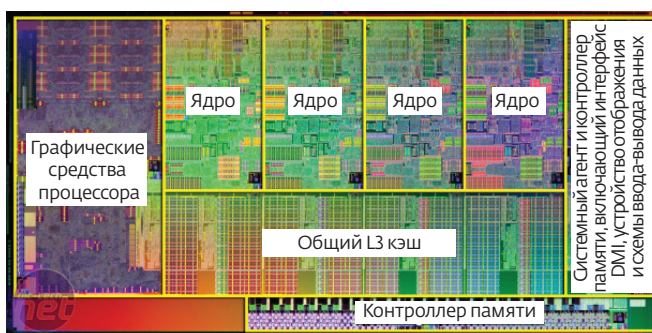 Графические
средства
процессора
Ядро
Ядро
Ядро
Ядро
Системный агент и контроллер
памяти, включающий интерфейс
DMI, устройство отображения
и схемы ввода-вывода данных
Общий L3 кэш
Контроллер памяти
net